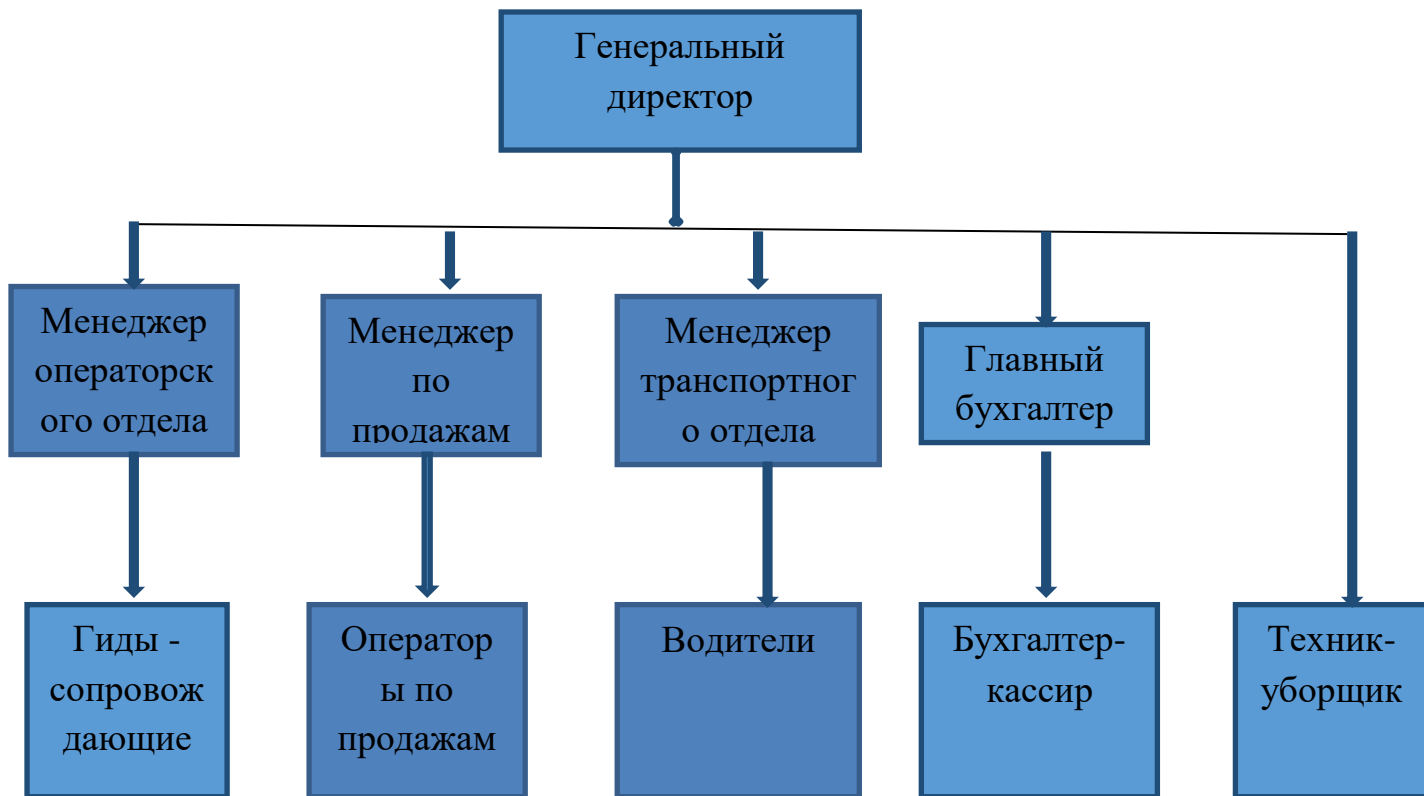 Генеральный
директор
Менеджер
операторск
ого отдела
Менеджер
по
продажам
Менеджер
транспортног
о отдела
Главный
бухгалтер
Гиды -
сопровож
дающие
Оператор
ы по
продажам
Водители
Бухгалтер-
кассир
Техник-
уборщик